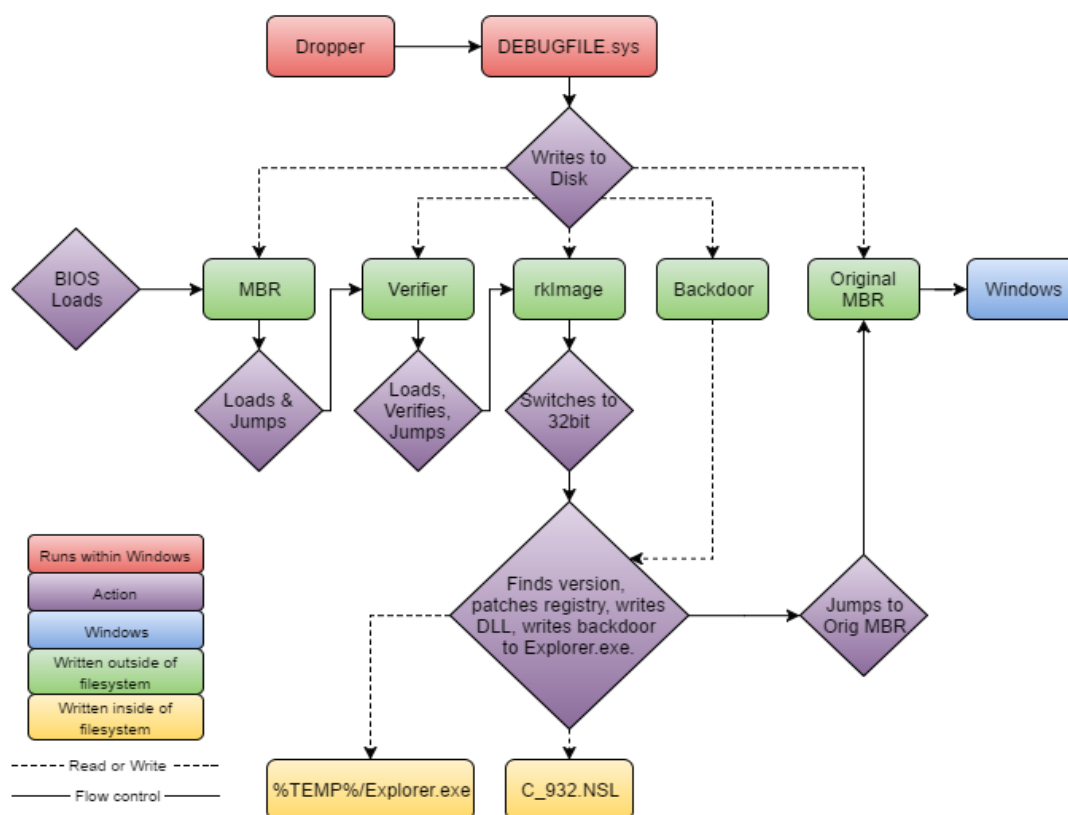 Dropper
DEBUGFILE.sys
Writes to
Disk
BIOS
Loads
MBR
Verifier
rkImage
Backdoor
Original
MBR
Windows
Loads &
Jumps
Loads,
Verifies,
Jumps
Switches to
32bit
Finds version,
patches registry, writes
DLL, writes backdoor
to Explorer.exe.
Jumps to
Orig MBR
Runs within Windows
Action
Windows
Written outside of
filesystem
Written inside of
filesystem
Read or Write
Flow control
%TEMP%/Explorer.exe
C_932.NSL